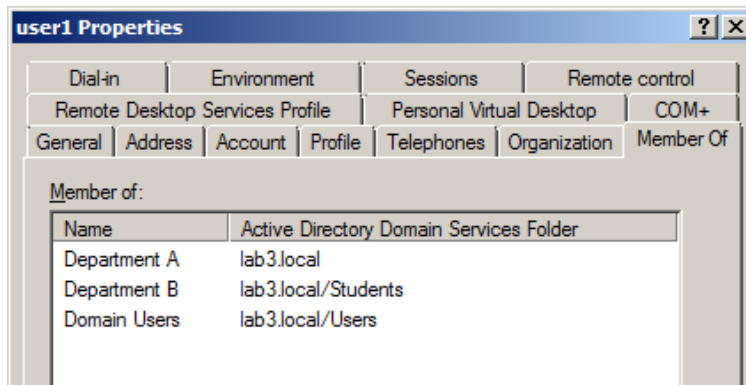 user1 Properties ? X
Dial-in Environment Sessions Remote control
Remote Desktop Services Profile Personal Virtual Desktop COM+
General Address Account Profile Telephones Organization Member Of
Member of:
Name Active Directory Domain Services Folder
Department A lab3.local
Department B lab3.local/Students
Domain Users lab3.local/Users